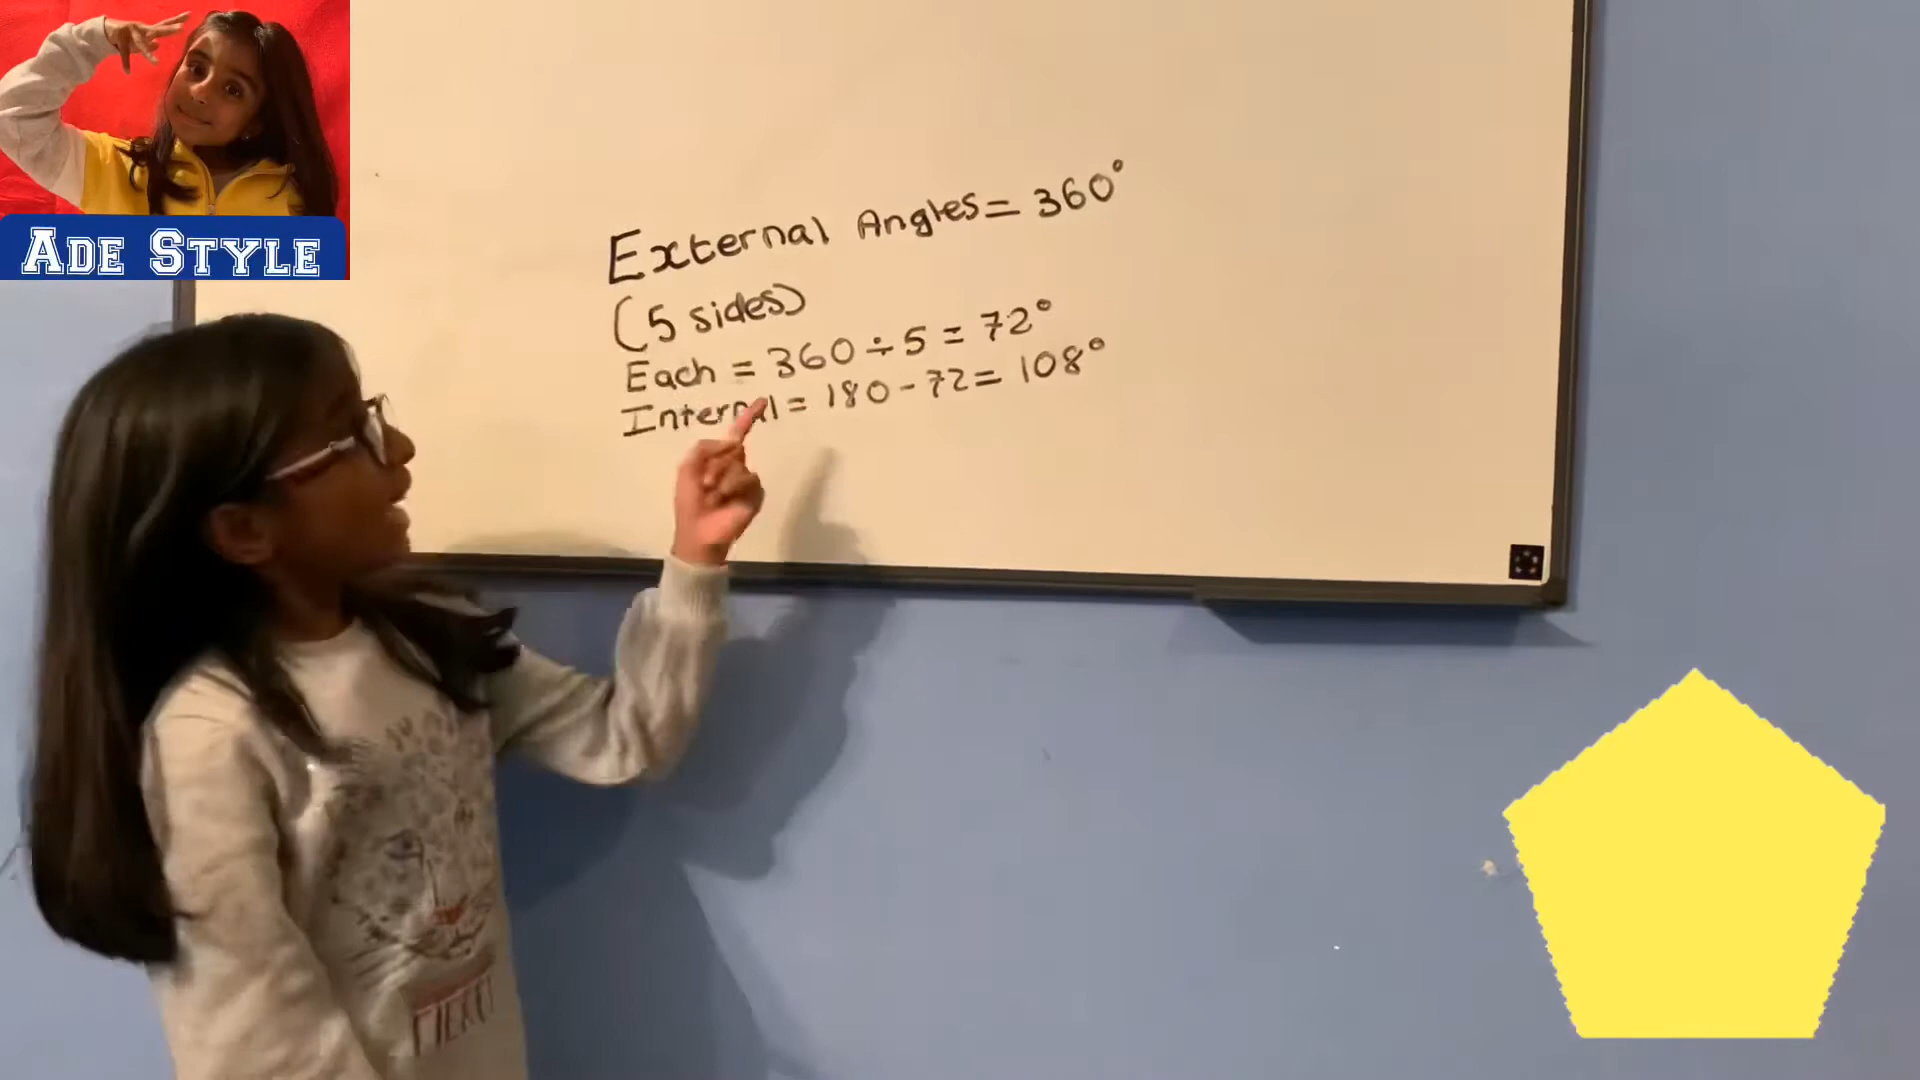 ADE STYLE
External Angles = 360°
(5 sides)
Each = 360 ÷ 5 = 72°
Internal = 180 - 72 = 108°